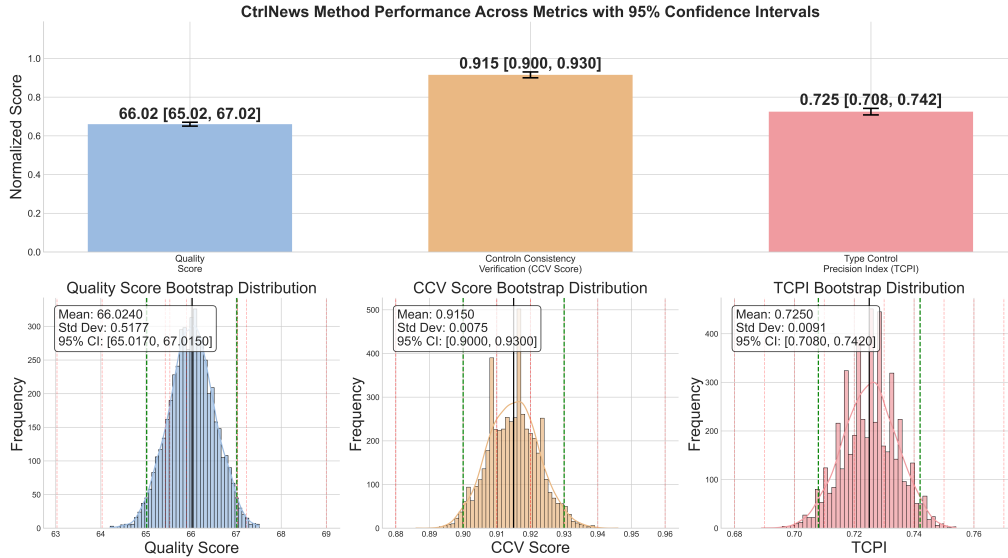 CtrlNews Method Performance Across Metrics with 95% Confidence Intervals
Normalized Score
1.0
0.8
0.6
0.4
0.2
0.0
66.02 [65.02, 67.02]
0.915 [0.900, 0.930]
0.725 [0.708, 0.742]
Quality
Score
Controln Consistency
Verification (CCV Score)
Type Control
Precision Index (TCPI)
Quality Score Bootstrap Distribution
Frequency
300
250
200
150
100
50
0
Mean: 66.0240
Std Dev: 0.5177
95% CI: [65.0170, 67.0150]
63 64 65 66 67 68 69
Quality Score
CCV Score Bootstrap Distribution
Frequency
500
400
300
200
100
0
Mean: 0.9150
Std Dev: 0.0075
95% CI: [0.9000, 0.9300]
0.88 0.89 0.90 0.91 0.92 0.93 0.94 0.95 0.96
CCV Score
TCPI Bootstrap Distribution
Frequency
400
300
200
100
0
Mean: 0.7250
Std Dev: 0.0091
95% CI: [0.7080, 0.7420]
0.68 0.70 0.72 0.74 0.76
TCPI